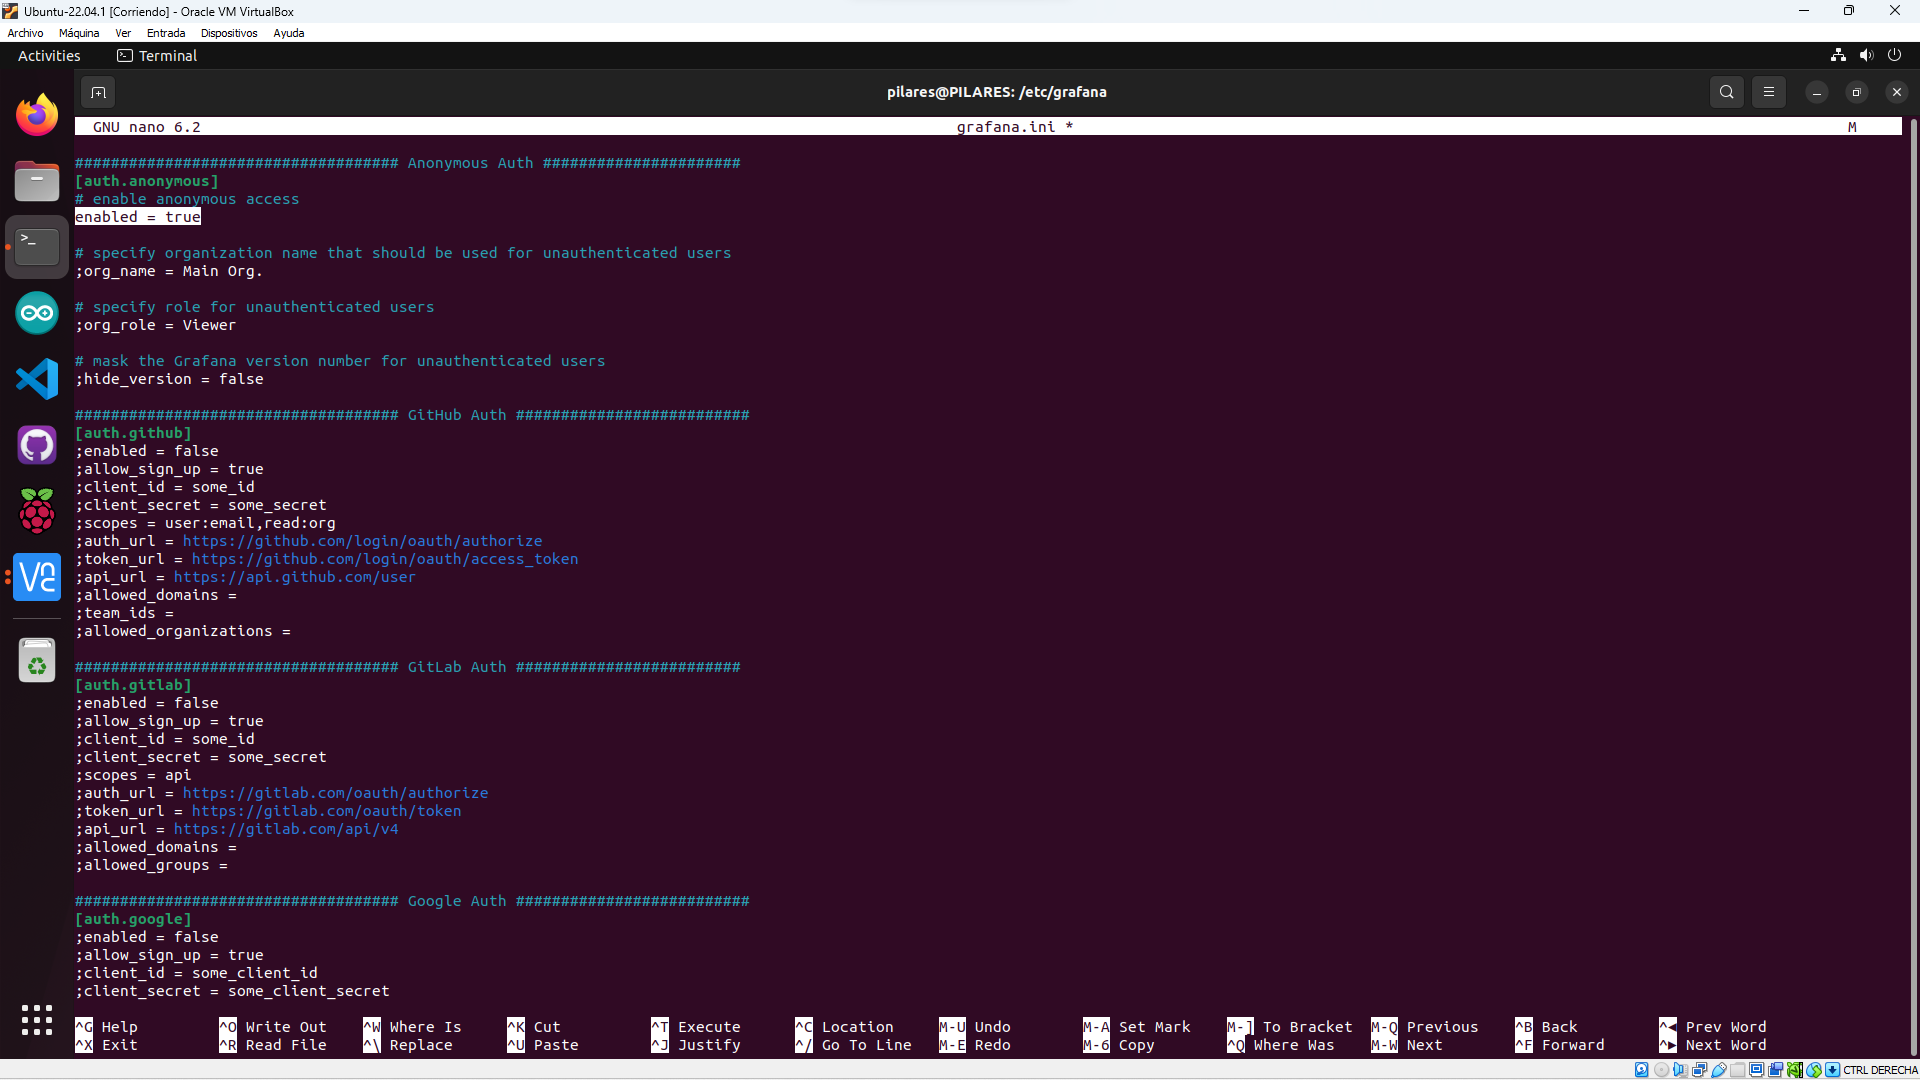 Ubuntu-22.04.1 [Corriendo] - Oracle VM VirtualBox
Archivo Máquina Ver Entrada Dispositivos Ayuda
Activities Terminal
pilares@PILARES: /etc/grafana
GNU nano 6.2 grafana.ini * M
#################################### Anonymous Auth ######################
[auth.anonymous]
# enable anonymous access
enabled = true
# specify organization name that should be used for unauthenticated users
;org_name = Main Org.
# specify role for unauthenticated users
;org_role = Viewer
# mask the Grafana version number for unauthenticated users
;hide_version = false
#################################### GitHub Auth ##########################
[auth.github]
;enabled = false
;allow_sign_up = true
;client_id = some_id
;client_secret = some_secret
;scopes = user:email,read:org
;auth_url = https://github.com/login/oauth/authorize
;token_url = https://github.com/login/oauth/access_token
;api_url = https://api.github.com/user
;allowed_domains =
;team_ids =
;allowed_organizations =
#################################### GitLab Auth #########################
[auth.gitlab]
;enabled = false
;allow_sign_up = true
;client_id = some_id
;client_secret = some_secret
;scopes = api
;auth_url = https://gitlab.com/oauth/authorize
;token_url = https://gitlab.com/oauth/token
;api_url = https://gitlab.com/api/v4
;allowed_domains =
;allowed_groups =
#################################### Google Auth ##########################
[auth.google]
;enabled = false
;allow_sign_up = true
;client_id = some_client_id
;client_secret = some_client_secret
^G Help ^O Write Out ^W Where Is ^K Cut ^T Execute ^C Location M-U Undo M-A Set Mark M-] To Bracket M-Q Previous ^B Back ^◂ Prev Word
^X Exit ^R Read File ^\ Replace ^U Paste ^J Justify ^/ Go To Line M-E Redo M-6 Copy ^Q Where Was M-W Next ^F Forward ^▸ Next Word
CTRL DERECHA